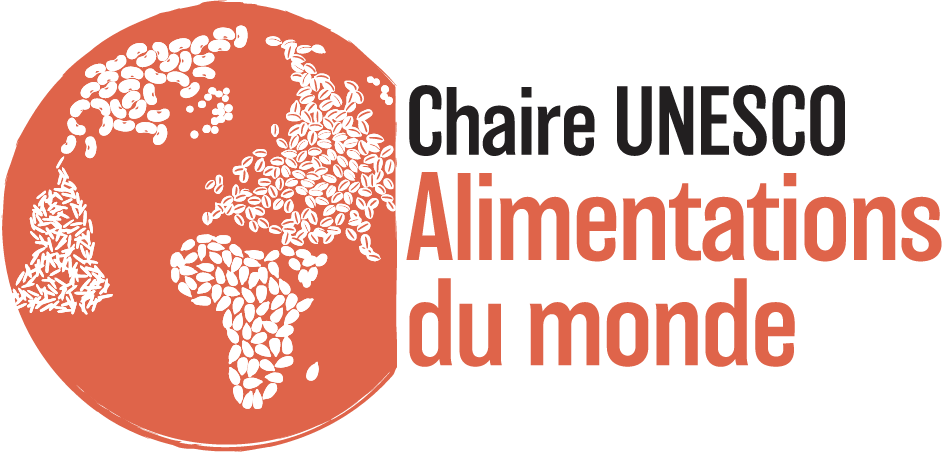 Chaire UNESCO
Alimentations
du monde